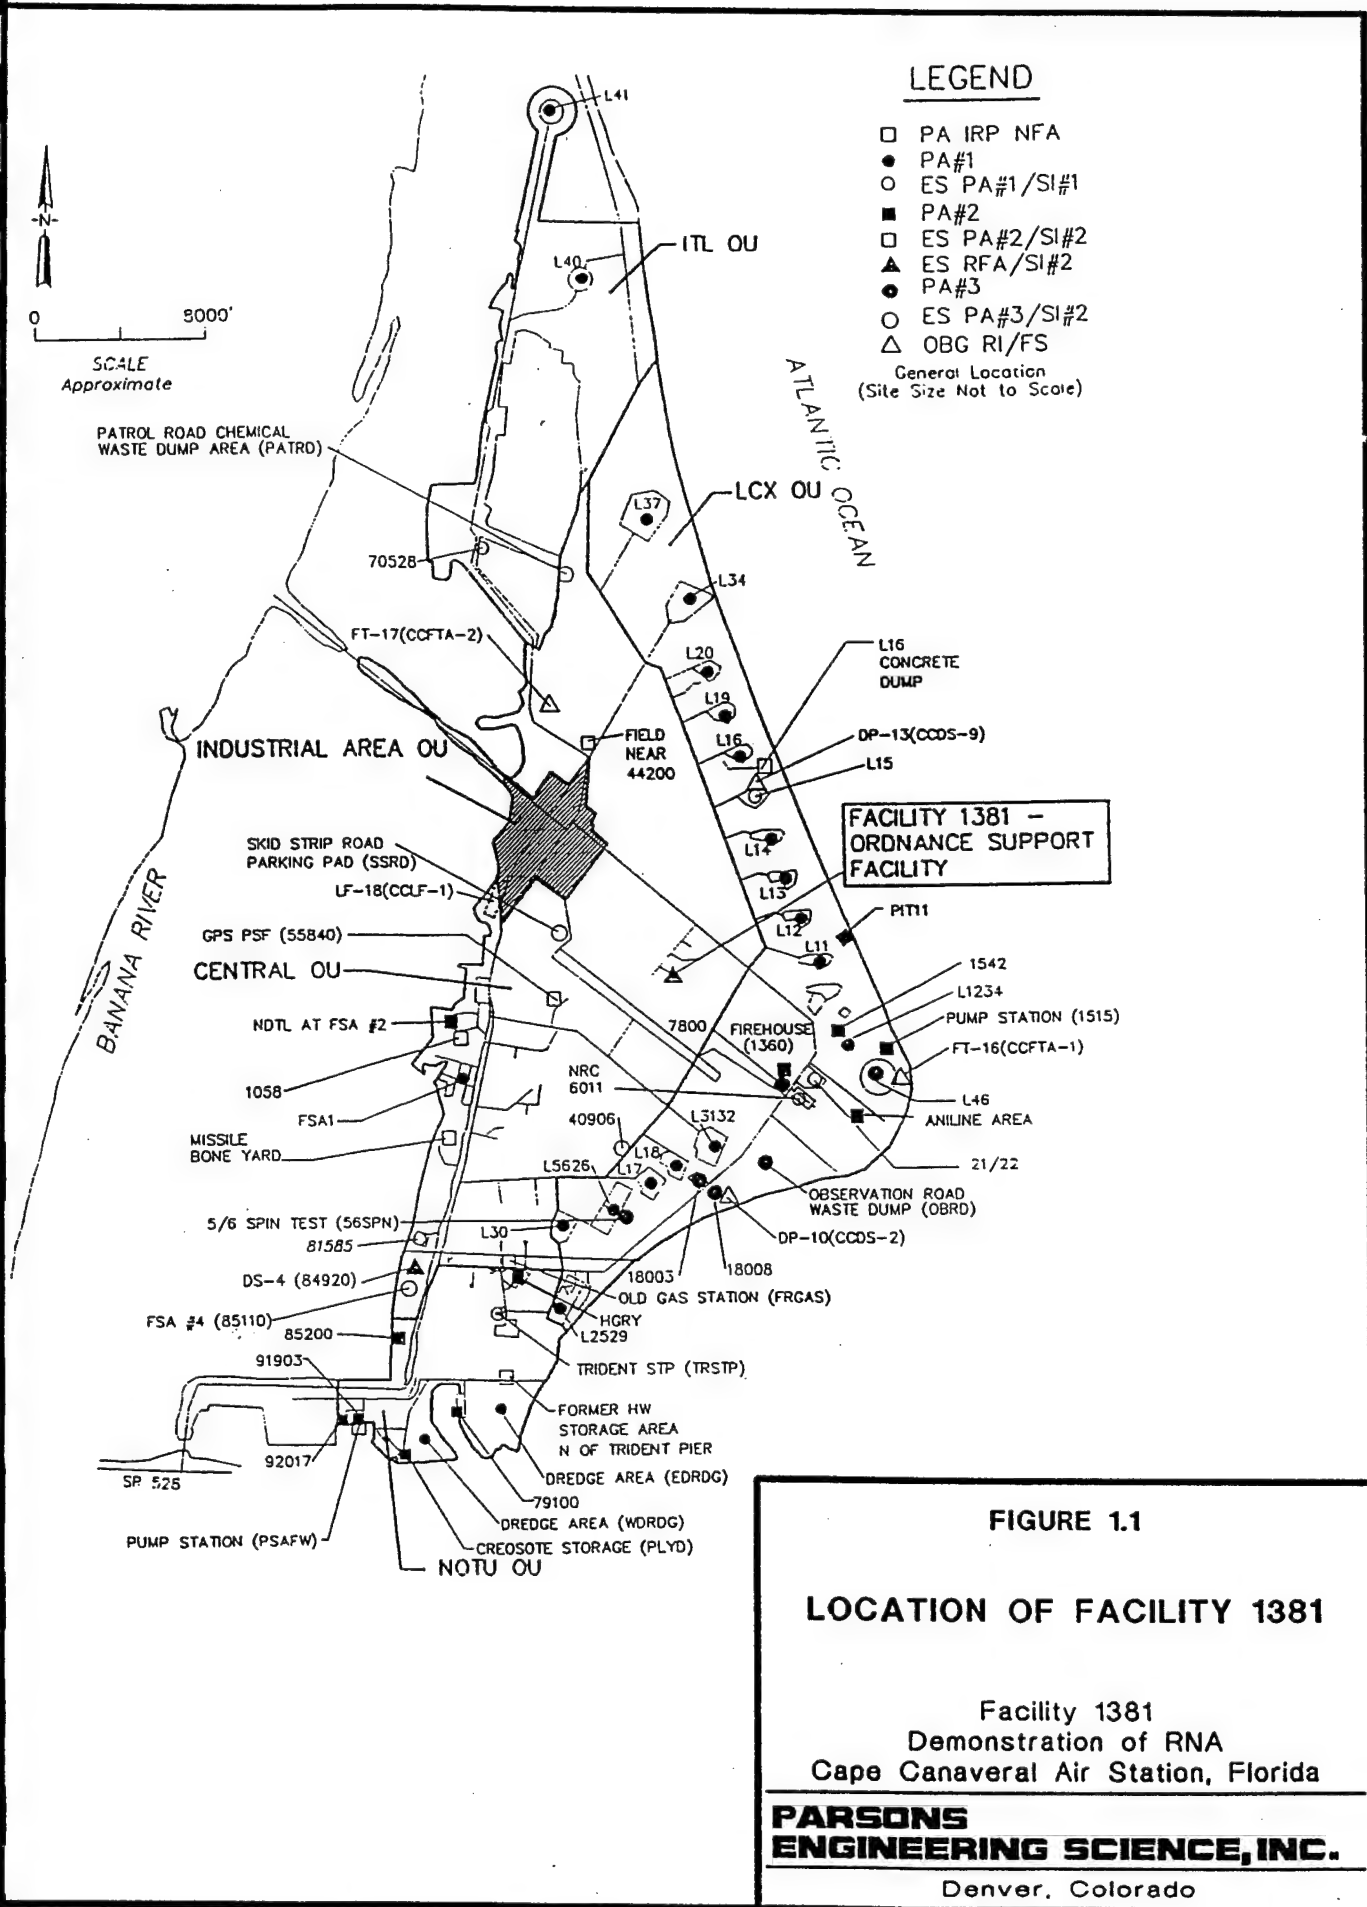 LEGEND
PA IRP NFA
PA#1
ES PA#1/SI#1
PA#2
ES PA#2/SI#2
ES RFA/SI#2
PA#3
ES PA#3/SI#2
OBG RI/FS
General Location
(Site Size Not to Scale)
-N-
0
SCALE
Approximate
L41
ITL OU
L40
ATLANTIC OCEAN
PATROL ROAD CHEMICAL
WASTE DUMP AREA (PATRD)
LCX OU
L37
70528
L34
FT-17(CCFTA-2)
L20
L16
CONCRETE
DUMP
L19
INDUSTRIAL AREA OU
FIELD
NEAR
44200
L16
DP-13(CCDS-9)
L15
FACILITY 1381 –
ORDNANCE SUPPORT
FACILITY
SKID STRIP ROAD
PARKING PAD (SSRD)
L14
LF-18(CCLF-1)
L13
BANANA RIVER
PIT11
L12
GPS PSF (55840)
L11
CENTRAL OU
1542
L1234
NDTL AT FSA #2
7800
FIREHOUSE
(1360)
PUMP STATION (1515)
FT-16(CCFTA-1)
1058
NRC
6011
L46
FSA1
40906
L3132
ANILINE AREA
MISSILE
BONE YARD
L18
L5626
L17
21/22
OBSERVATION ROAD
WASTE DUMP (OBRD)
5/6 SPIN TEST (56SPN)
L30
81585
DP-10(CCDS-2)
DS-4 (84920)
18003
18008
OLD GAS STATION (FRGAS)
FSA #4 (85110)
HGRY
85200
L2529
91903
TRIDENT STP (TRSTP)
FORMER HW
STORAGE AREA
N OF TRIDENT PIER
92017
SR 528
DREDGE AREA (EDRDG)
79100
DREDGE AREA (WDRDG)
PUMP STATION (PSAFW)
CREOSOTE STORAGE (PLYD)
NOTU OU
FIGURE 1.1
LOCATION OF FACILITY 1381
Facility 1381
Demonstration of RNA
Cape Canaveral Air Station, Florida
PARSONS
ENGINEERING SCIENCE, INC.
Denver, Colorado